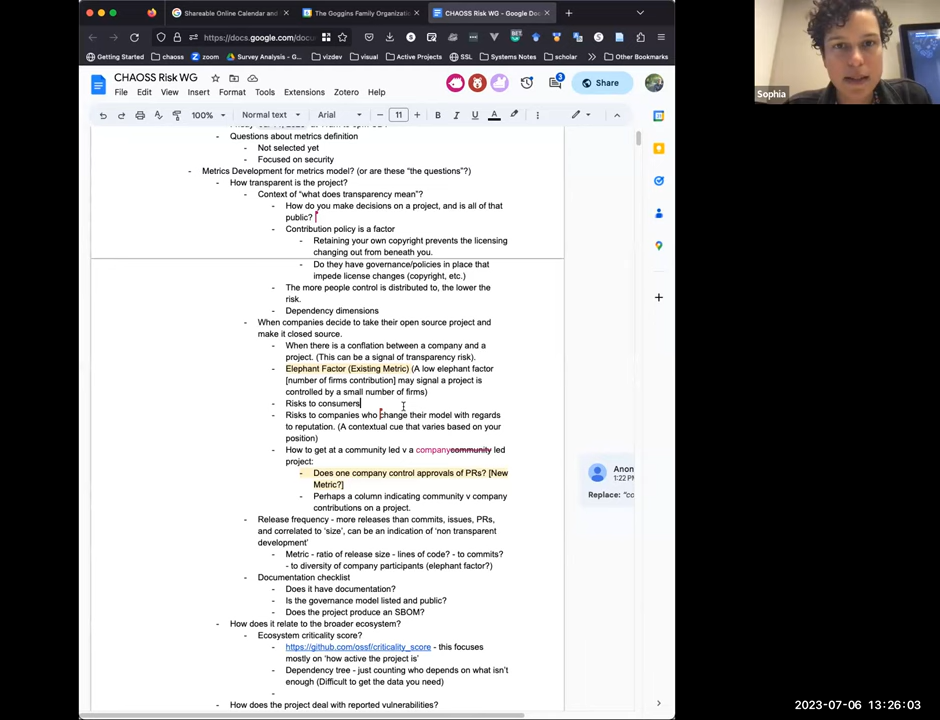 Shareable Online Calendar and
The Goggins Family Organizatio
CHAOSS Risk WG - Google Doc
https://docs.google.com/docu
Getting Started
chaoss
zoom
Survey Analysis - G...
vizdev
visual
Active Projects
SSL
Systems Notes
scholar
Other Bookmarks
CHAOSS Risk WG
File Edit View Insert Format Tools Extensions Zotero Help
3
Share
100%
Normal text
Arial
11
Questions about metrics definition
- Not selected yet
- Focused on security
- Metrics Development for metrics model? (or are these “the questions”?)
- How transparent is the project?
- Context of “what does transparency mean”?
- How do you make decisions on a project, and is all of that
public?
- Contribution policy is a factor
- Retaining your own copyright prevents the licensing
changing out from beneath you.
- Do they have governance/policies in place that
impede license changes (copyright, etc.)
- The more people control is distributed to, the lower the
risk.
- Dependency dimensions
- When companies decide to take their open source project and
make it closed source.
- When there is a conflation between a company and a
project. (This can be a signal of transparency risk).
- Elephant Factor (Existing Metric) (A low elephant factor
[number of firms contribution] may signal a project is
controlled by a small number of firms)
- Risks to consumers
- Risks to companies who change their model with regards
to reputation. (A contextual cue that varies based on your
position)
- How to get at a community led v a companycommunity led
project:
- Does one company control approvals of PRs? [New
Metric?]
- Perhaps a column indicating community v company
contributions on a project.
- Release frequency - more releases than commits, issues, PRs,
and correlated to ‘size’, can be an indication of ‘non transparent
development’
- Metric - ratio of release size - lines of code? - to commits?
- to diversity of company participants (elephant factor?)
- Documentation checklist
- Does it have documentation?
- Is the governance model listed and public?
- Does the project produce an SBOM?
- How does it relate to the broader ecosystem?
- Ecosystem criticality score?
- https://github.com/ossf/criticality_score - this focuses
mostly on ‘how active the project is’
- Dependency tree - just counting who depends on what isn’t
enough (Difficult to get the data you need)
-
- How does the project deal with reported vulnerabilities?
Anon
1:22 PM
Replace: “co
Sophia
2023-07-06 13:26:03